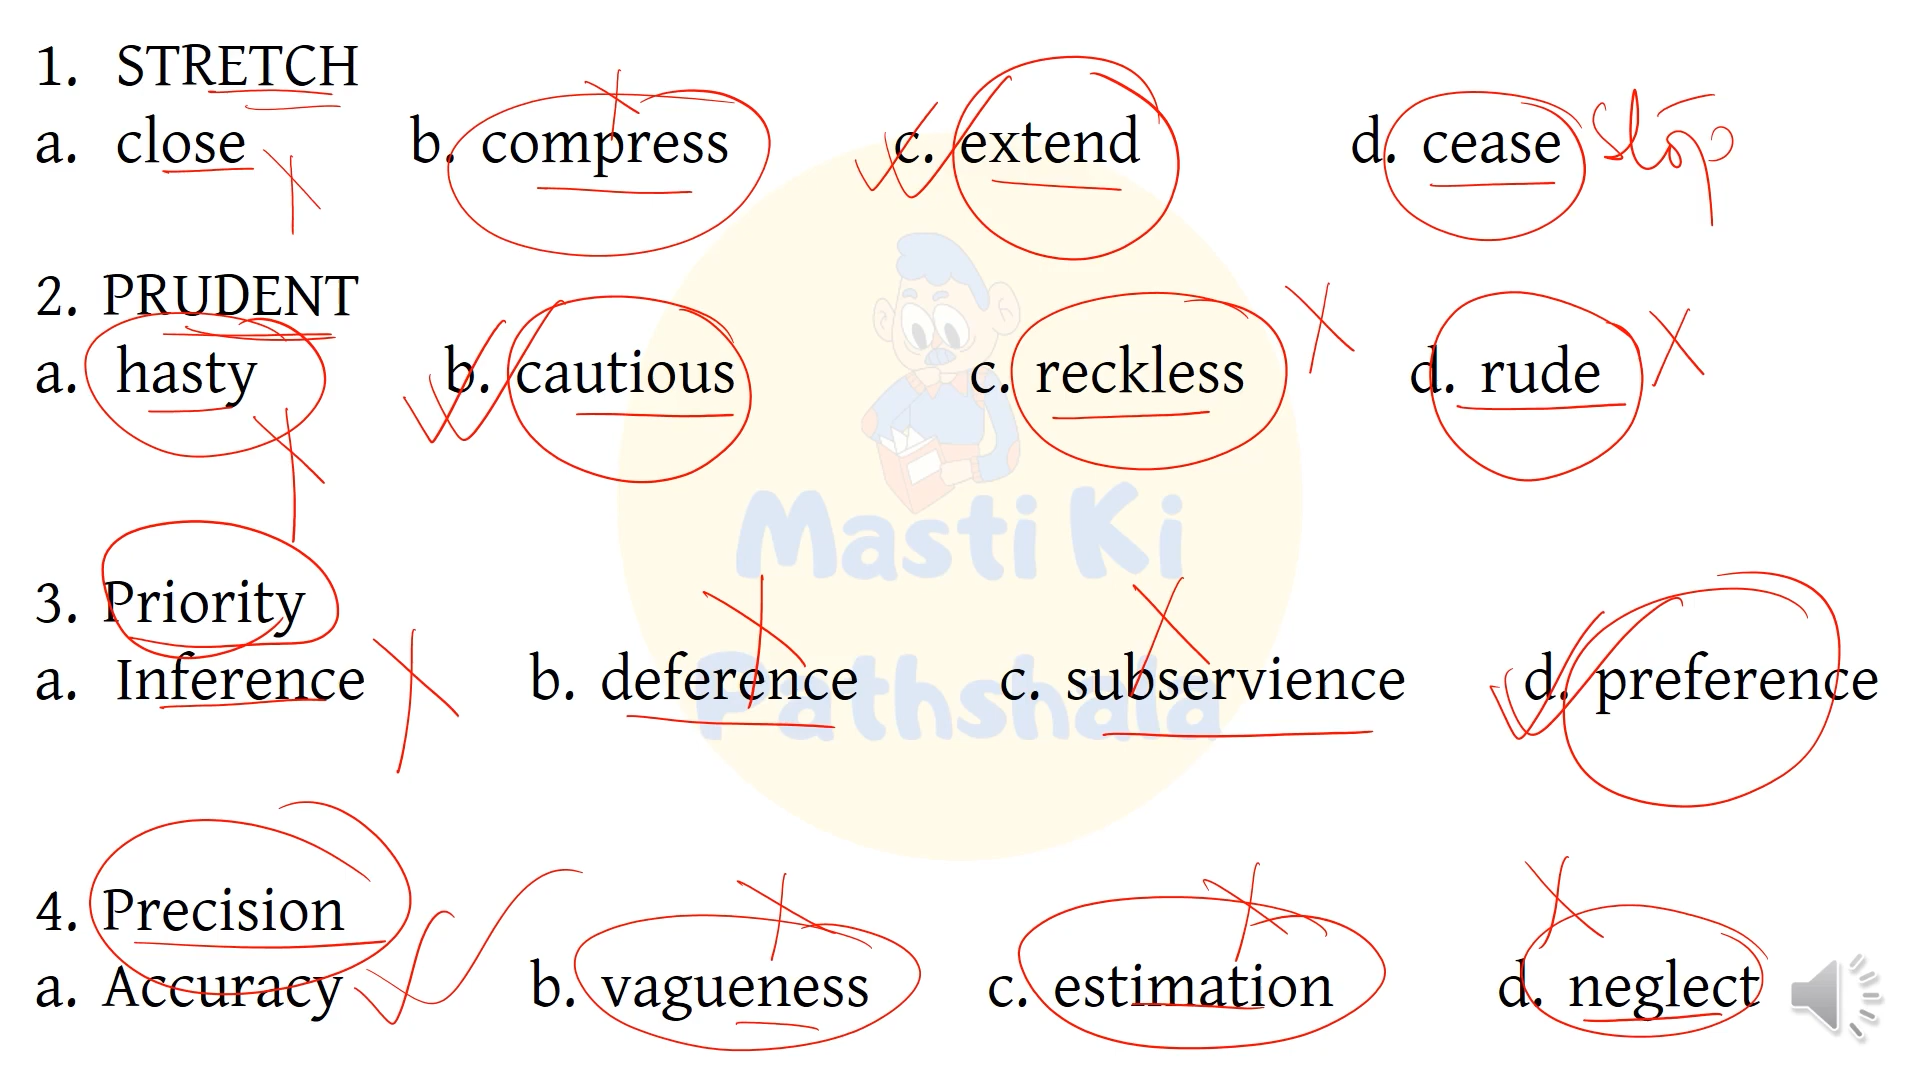 1. STRETCH
a. close b. compress c. extend d. cease stop
2. PRUDENT
a. hasty b. cautious c. reckless d. rude
3. Priority
a. Inference b. deference c. subservience d. preference
4. Precision
a. Accuracy b. vagueness c. estimation d. neglect
Masti Ki
Pathshala